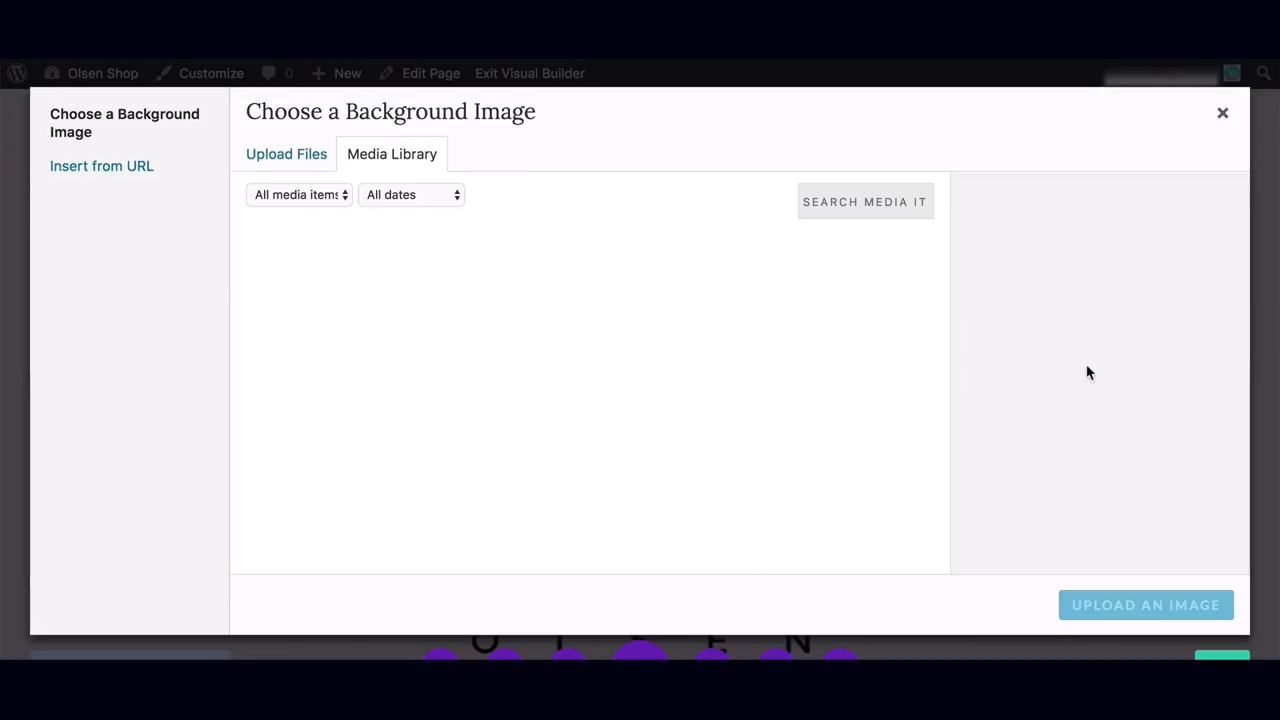 Olsen Shop Customize 0 New Edit Page Exit Visual Builder
Choose a Background
Image
Insert from URL
Choose a Background Image
Upload Files Media Library
All media items All dates
SEARCH MEDIA IT
UPLOAD AN IMAGE
O L S E N